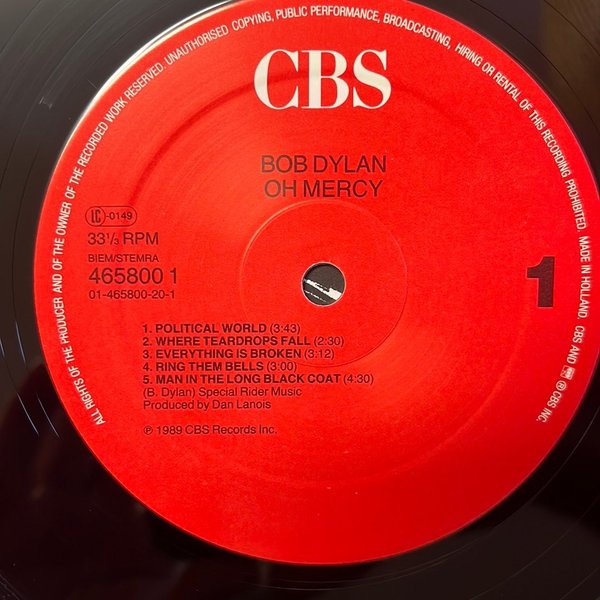 ALL RIGHTS OF THE PRODUCER AND OF THE OWNER OF THE RECORDED WORK RESERVED. UNAUTHORISED COPYING, PUBLIC PERFORMANCE, BROADCASTING, HIRING OR RENTAL OF THIS RECORDING PROHIBITED. MADE IN HOLLAND. CBS AND ® CBS INC.
CBS
BOB DYLAN
OH MERCY
LC-0149
33⅓ RPM
BIEM/STEMRA
465800 1
01-465800-20-1
1
1. POLITICAL WORLD (3:43)
2. WHERE TEARDROPS FALL (2:30)
3. EVERYTHING IS BROKEN (3:12)
4. RING THEM BELLS (3:00)
5. MAN IN THE LONG BLACK COAT (4:30)
(B. Dylan) Special Rider Music
Produced by Dan Lanois
℗ 1989 CBS Records Inc.